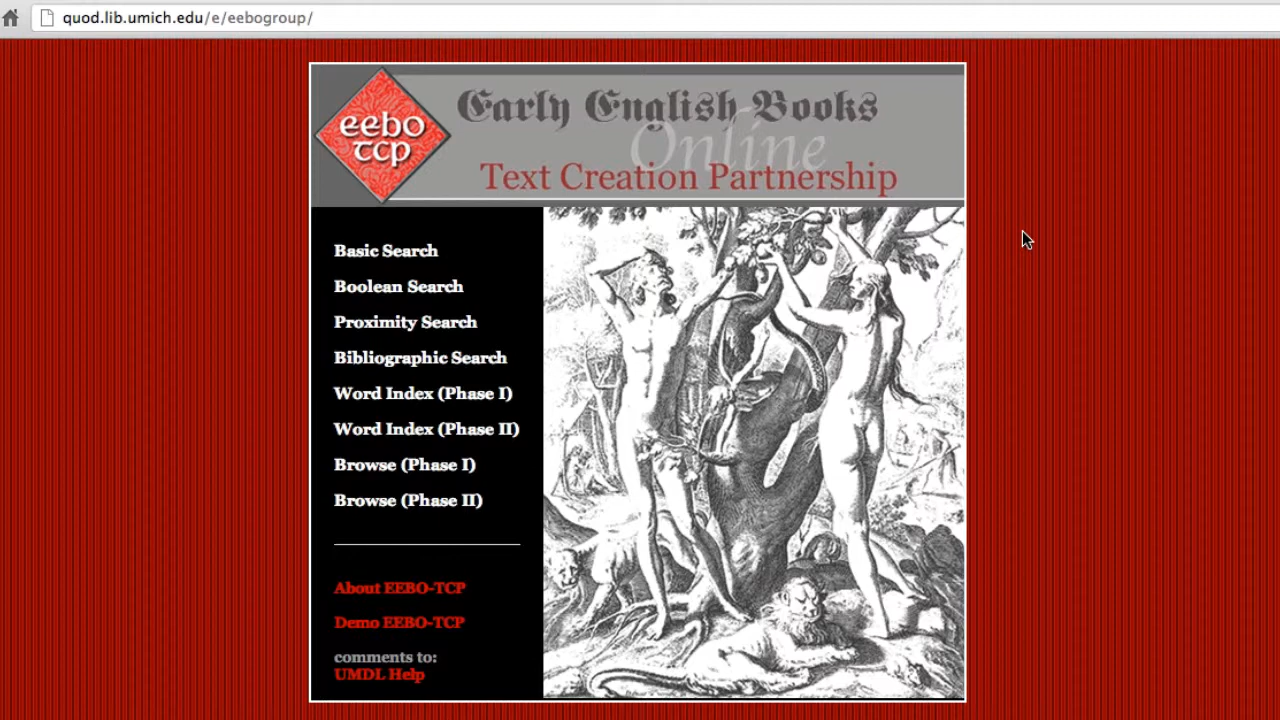 quod.lib.umich.edu/e/eebogroup/
eebo
tcp
Early English Books
Online
Text Creation Partnership
Basic Search
Boolean Search
Proximity Search
Bibliographic Search
Word Index (Phase I)
Word Index (Phase II)
Browse (Phase I)
Browse (Phase II)
About EEBO-TCP
Demo EEBO-TCP
comments to:
UMDL Help